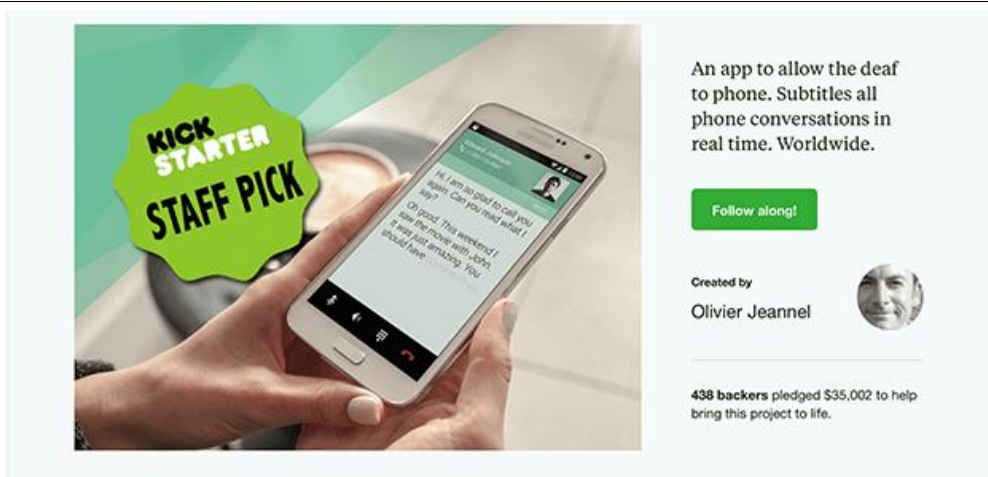 KICK
STARTER
STAFF PICK
Edward Johnson
Hi, I am so glad to call you
again. Can you read what I
say?
Oh good. This weekend I
saw the movie with John.
It was just amazing. You
should have
An app to allow the deaf
to phone. Subtitles all
phone conversations in
real time. Worldwide.
Follow along!
Created by
Olivier Jeannel
438 backers pledged $35,002 to help
bring this project to life.